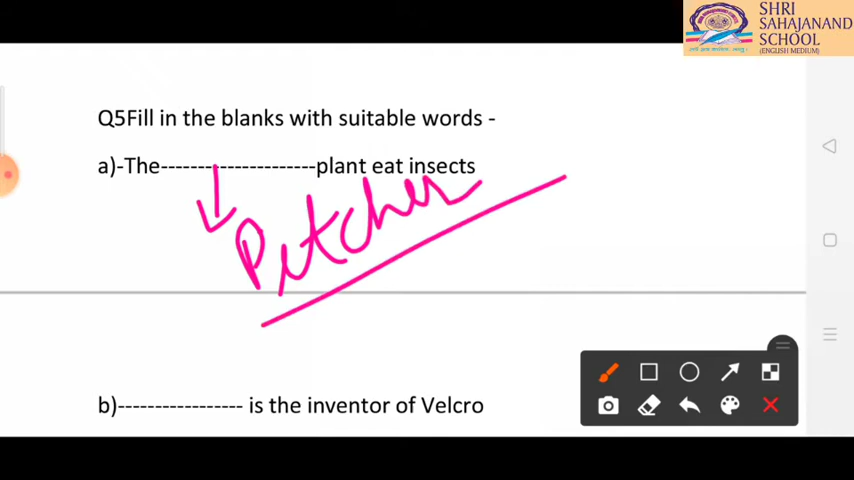 SHRI
SAHAJANAND
SCHOOL
(ENGLISH MEDIUM)
Q5Fill in the blanks with suitable words -
a)-The---------------------plant eat insects
Pitcher
b)----------------- is the inventor of Velcro